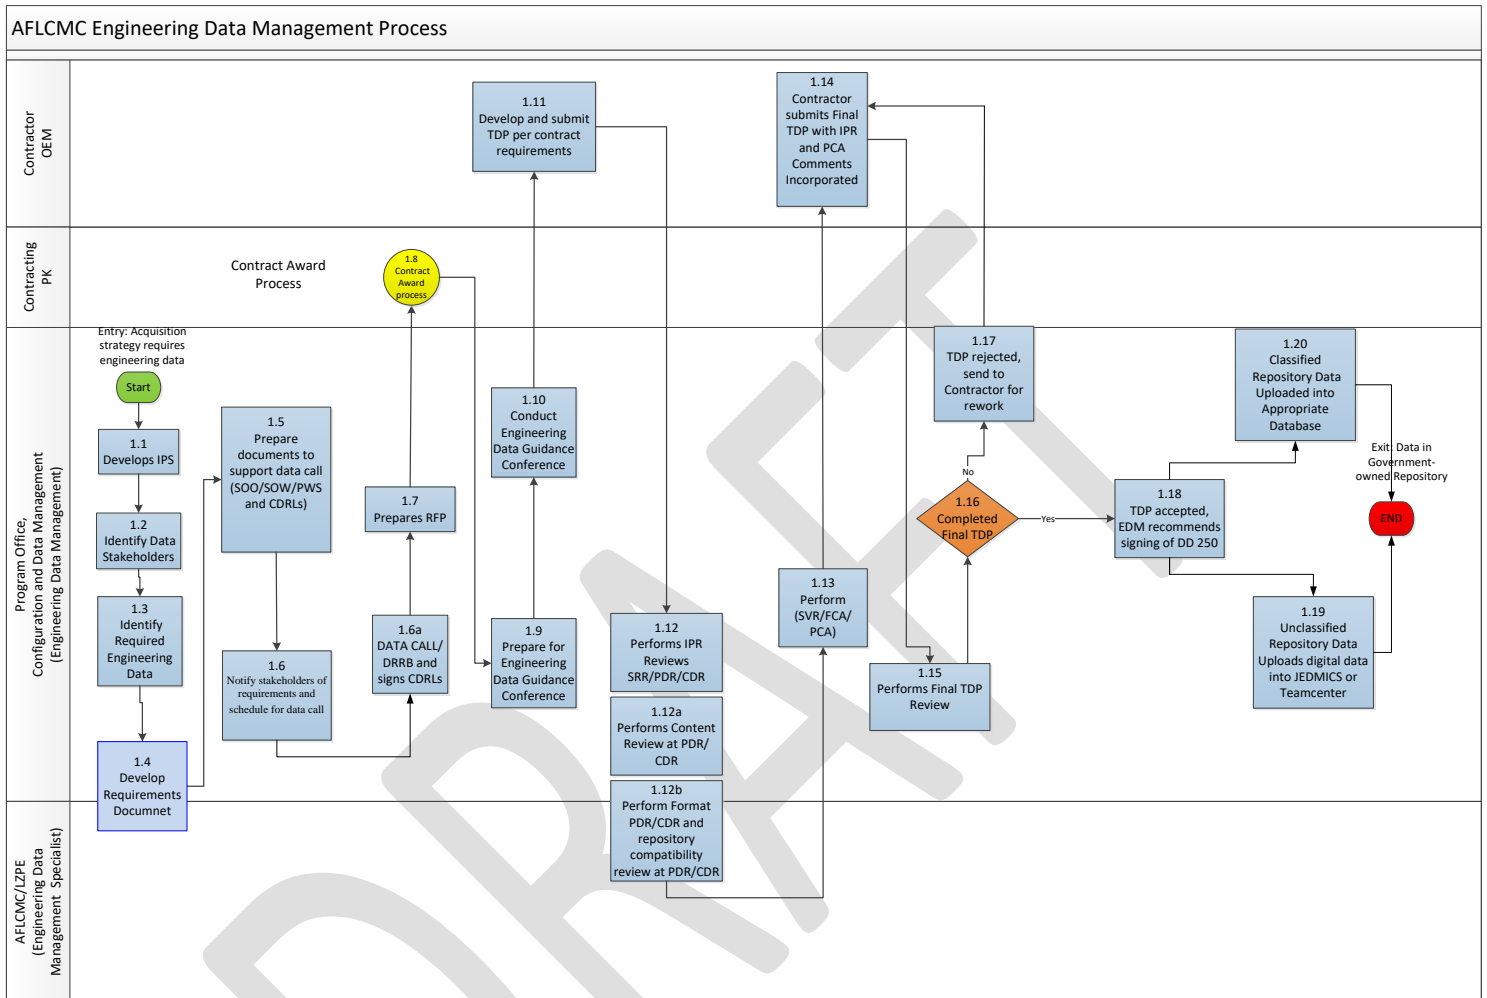 AFLCMC Engineering Data Management Process
Contractor
OEM
1.11
Develop and submit
TDP per contract
requirements
1.14
Contractor
submits Final
TDP with IPR
and PCA
Comments
Incorporated
Contracting
PK
Contract Award
Process
1.8
Contract
Award
process
Program Office,
Configuration and Data Management
(Engineering Data Management)
Entry: Acquisition
strategy requires
engineering data
Start
1.1
Develops IPS
1.2
Identify Data
Stakeholders
1.3
Identify
Required
Engineering
Data
1.4
Develop
Requirements
Documnet
1.5
Prepare
documents to
support data call
(SOO/SOW/PWS
and CDRLs)
1.6
Notify stakeholders of
requirements and
schedule for data call
1.6a
DATA CALL/
DRRB and
signs CDRLs
1.7
Prepares RFP
1.9
Prepare for
Engineering
Data Guidance
Conference
1.10
Conduct
Engineering
Data Guidance
Conference
1.12
Performs IPR
Reviews
SRR/PDR/CDR
1.12a
Performs Content
Review at PDR/
CDR
1.12b
Perform Format
PDR/CDR and
repository
compatibility
review at PDR/CDR
1.13
Perform
(SVR/FCA/
PCA)
1.15
Performs Final TDP
Review
1.16
Completed
Final TDP
No
Yes
1.17
TDP rejected,
send to
Contractor for
rework
1.18
TDP accepted,
EDM recommends
signing of DD 250
1.20
Classified
Repository Data
Uploaded into
Appropriate
Database
1.19
Unclassified
Repository Data
Uploads digital data
into JEDMICS or
Teamcenter
Exit: Data in
Government-
owned Repository
END
AFLCMC/LZPE
(Engineering Data
Management Specialist)
DRAFT